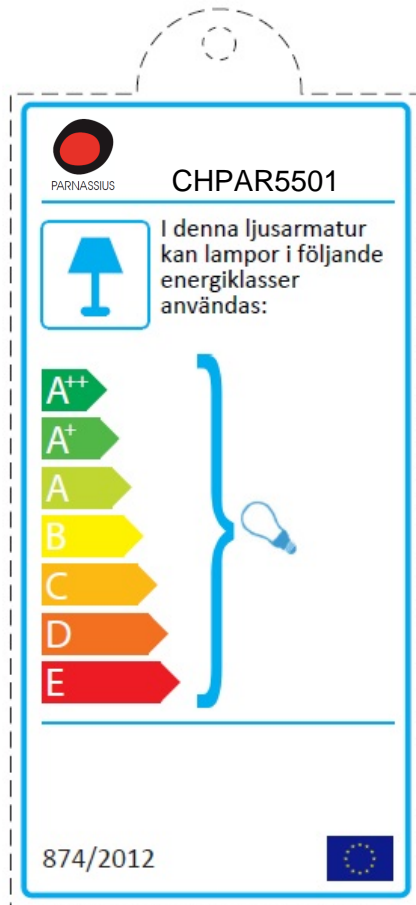 PARNASSIUS
CHPAR5501
I denna ljusarmatur
kan lampor i följande
energiklasser
användas:
A++
A+
A
B
C
D
E
874/2012